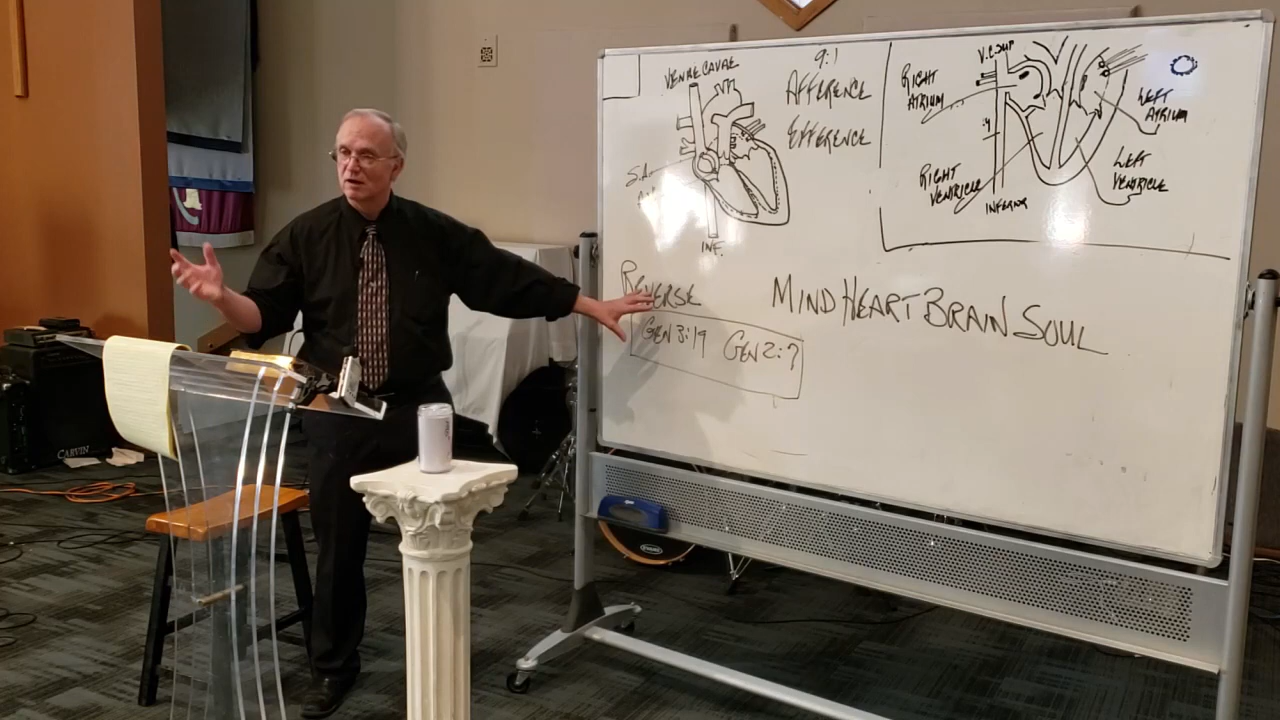 VENAE CAVAE
9:1
AFFERENCE
EFFERENCE
INF.
V.C. SUP
RIGHT
ATRIUM
LEFT
ATRIUM
RIGHT
VENTRICLE
LEFT
VENTRICLE
INFERIOR
REVERSE
GEN 3:19 GEN 2:7
MIND HEART BRAIN SOUL
CARVIN